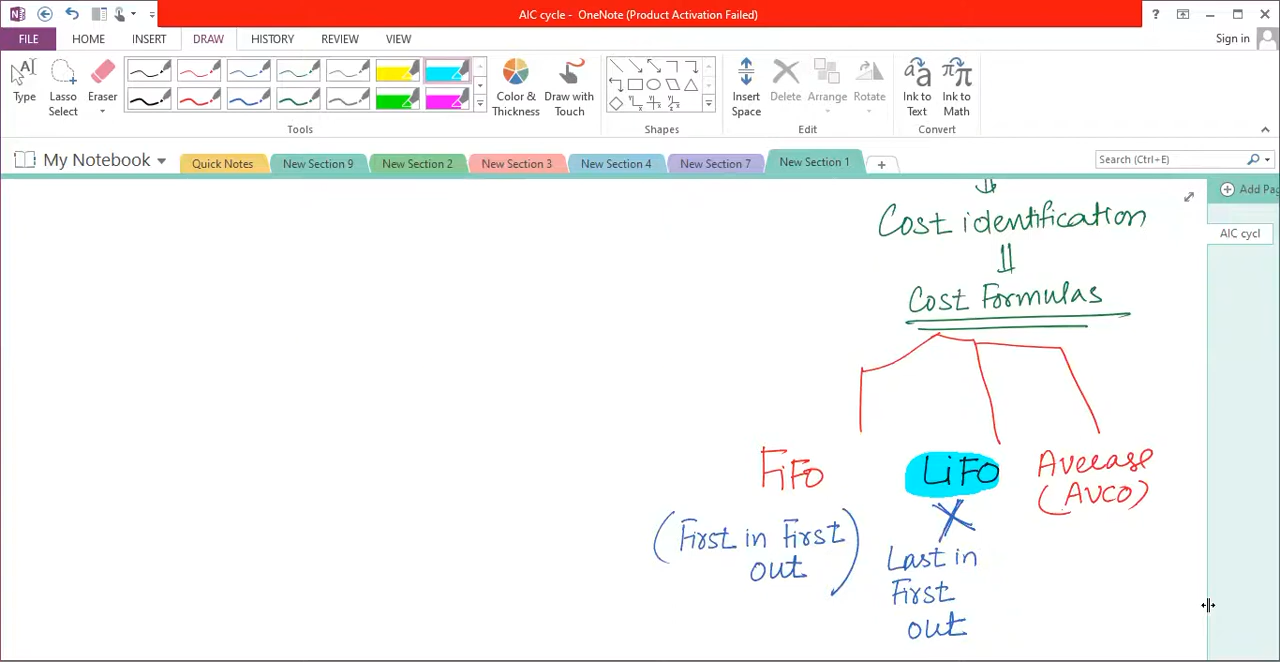 AIC cycle - OneNote (Product Activation Failed)
?
FILE HOME INSERT DRAW HISTORY REVIEW VIEW
Sign in
Type
Lasso Select
Eraser
Color & Thickness
Draw with Touch
Insert Space
Delete
Arrange
Rotate
Ink to Text
Ink to Math
Tools
Shapes
Edit
Convert
My Notebook
Quick Notes
New Section 9
New Section 2
New Section 3
New Section 4
New Section 7
New Section 1
Search (Ctrl+E)
Add Pag
AIC cycl
Cost identification
Cost Formulas
FiFo
LiFo
Average
(AVCO)
(First in First
out)
X
Last in
First
out